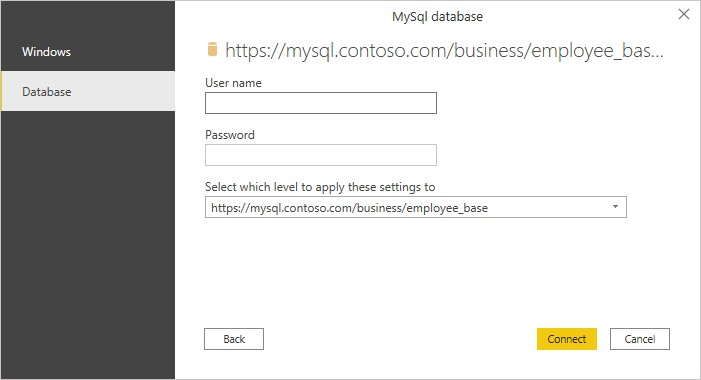 MySql database
Windows
Database
https://mysql.contoso.com/business/employee_bas...
User name
Password
Select which level to apply these settings to
https://mysql.contoso.com/business/employee_base
Back
Connect
Cancel